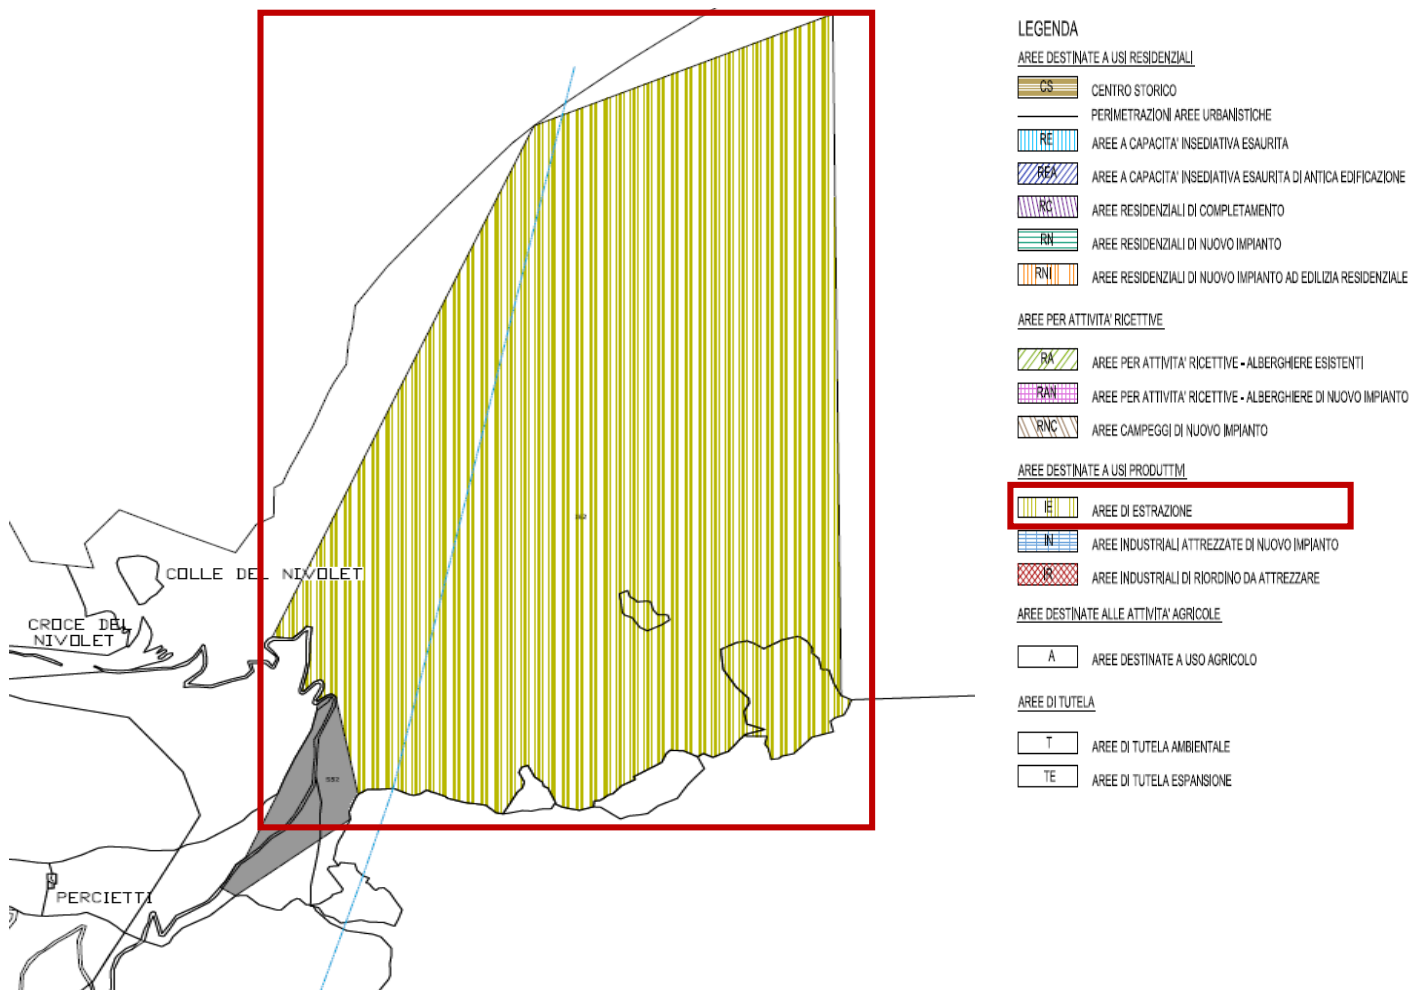 LEGENDA
AREE DESTINATE A USI RESIDENZIALI
CS CENTRO STORICO
PERIMETRAZIONI AREE URBANISTICHE
RE AREE A CAPACITA' INSEDIATIVA ESAURITA
REA AREE A CAPACITA' INSEDIATIVA ESAURITA DI ANTICA EDIFICAZIONE
RC AREE RESIDENZIALI DI COMPLETAMENTO
RN AREE RESIDENZIALI DI NUOVO IMPIANTO
RNI AREE RESIDENZIALI DI NUOVO IMPIANTO AD EDILIZIA RESIDENZIALE
AREE PER ATTIVITA' RICETTIVE
RA AREE PER ATTIVITA' RICETTIVE - ALBERGHIERE ESISTENTI
RAN AREE PER ATTIVITA' RICETTIVE - ALBERGHIERE DI NUOVO IMPIANTO
RNC AREE CAMPEGGI DI NUOVO IMPIANTO
AREE DESTINATE A USI PRODUTTIVI
IE AREE DI ESTRAZIONE
IN AREE INDUSTRIALI ATTREZZATE DI NUOVO IMPIANTO
IR AREE INDUSTRIALI DI RIORDINO DA ATTREZZARE
AREE DESTINATE ALLE ATTIVITA' AGRICOLE
A AREE DESTINATE A USO AGRICOLO
AREE DI TUTELA
T AREE DI TUTELA AMBIENTALE
TE AREE DI TUTELA ESPANSIONE
COLLE DEL NIVOLET
CROCE DEL
NIVOLET
PERCIETTI